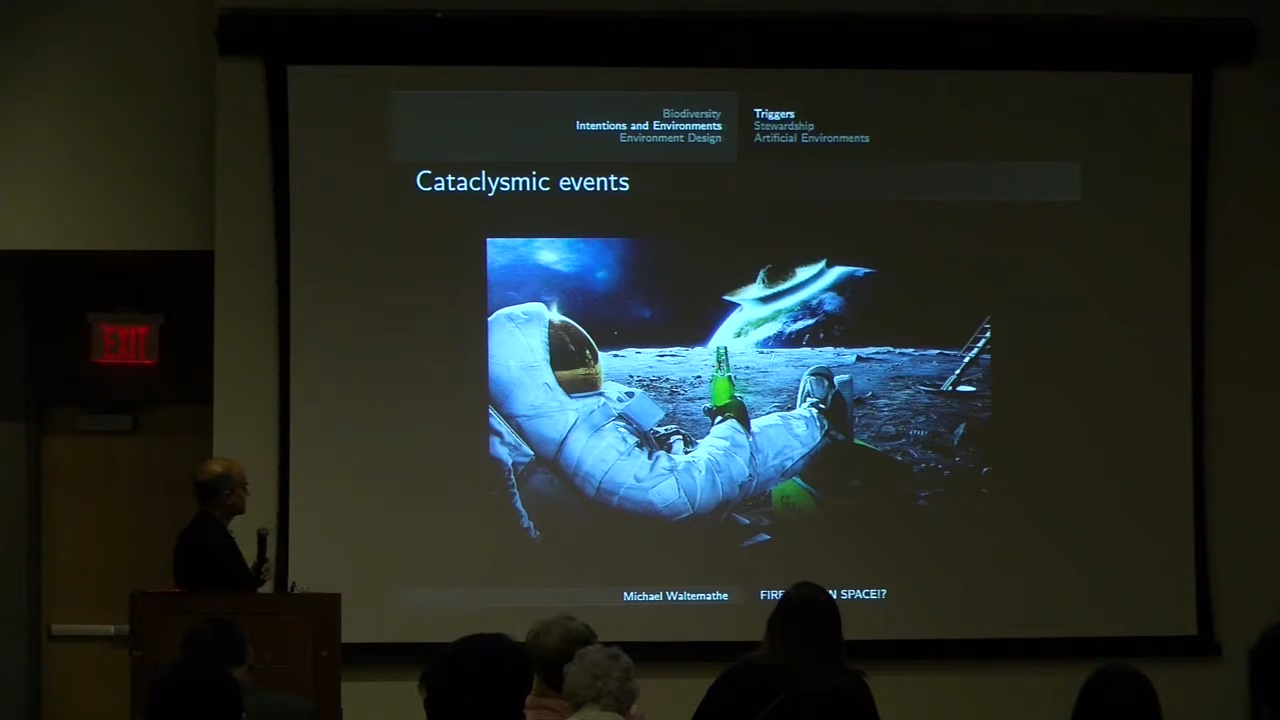 Biodiversity
Intentions and Environments
Environment Design
Triggers
Stewardship
Artificial Environments
Cataclysmic events
EXIT
Michael Waltemathe
SPACE!?